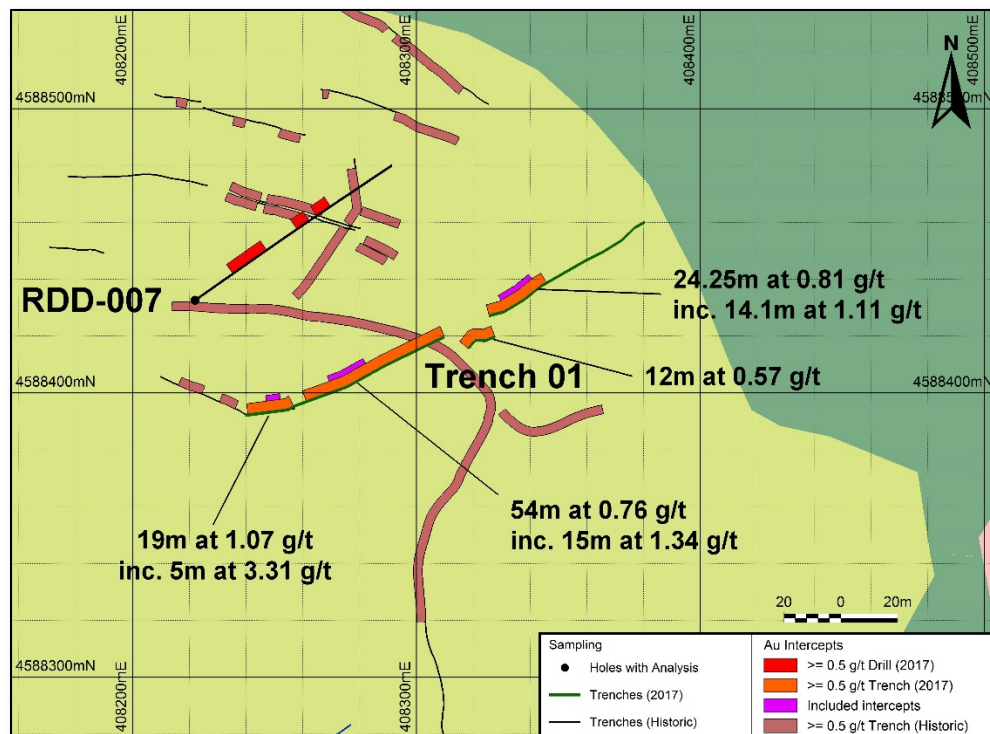 408200mE
408300mE
408400mE
408500mE
N
4588500mN
4588500mN
RDD-007
24.25m at 0.81 g/t
inc. 14.1m at 1.11 g/t
Trench 01
12m at 0.57 g/t
4588400mN
4588400mN
54m at 0.76 g/t
inc. 15m at 1.34 g/t
19m at 1.07 g/t
inc. 5m at 3.31 g/t
20 0 20m
4588300mN
408200mE
408300mE
Sampling
Holes with Analysis
Trenches (2017)
Trenches (Historic)
Au Intercepts
>= 0.5 g/t Drill (2017)
>= 0.5 g/t Trench (2017)
Included intercepts
>= 0.5 g/t Trench (Historic)